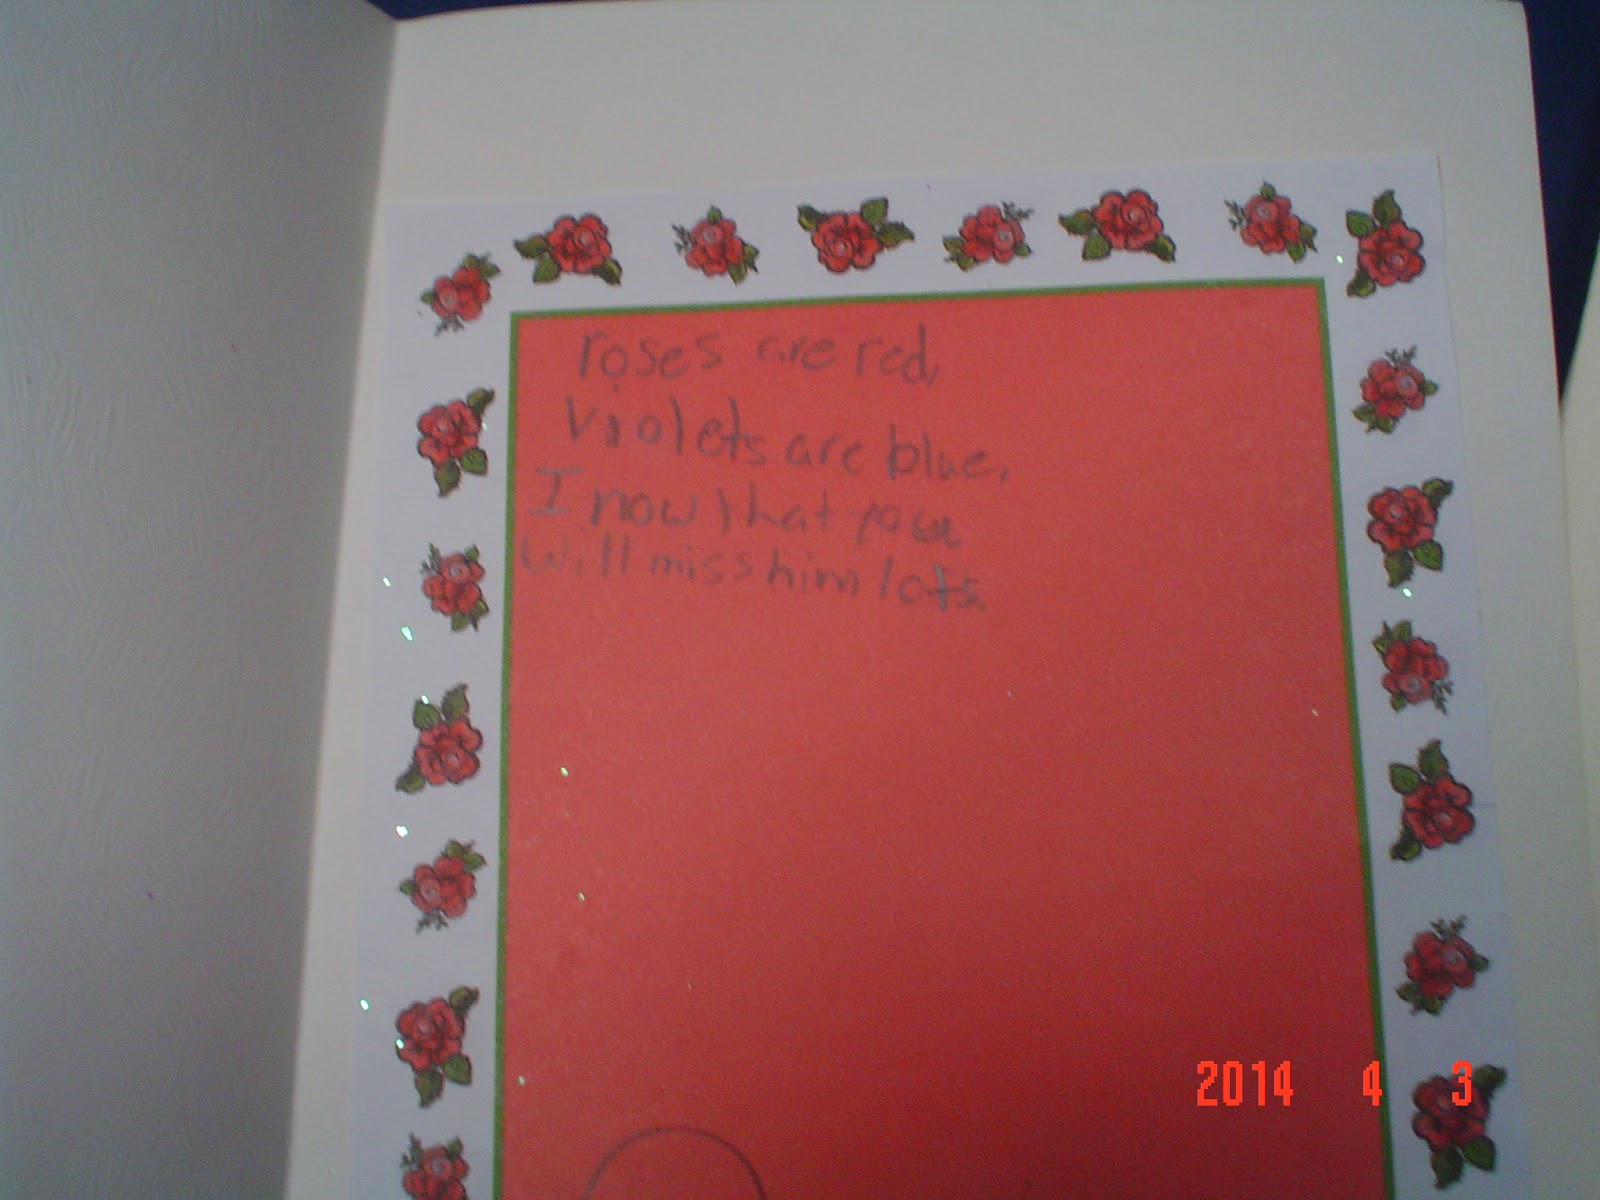 roses are red,
violets are blue,
I now that you
will miss him lots.
2014 4 3